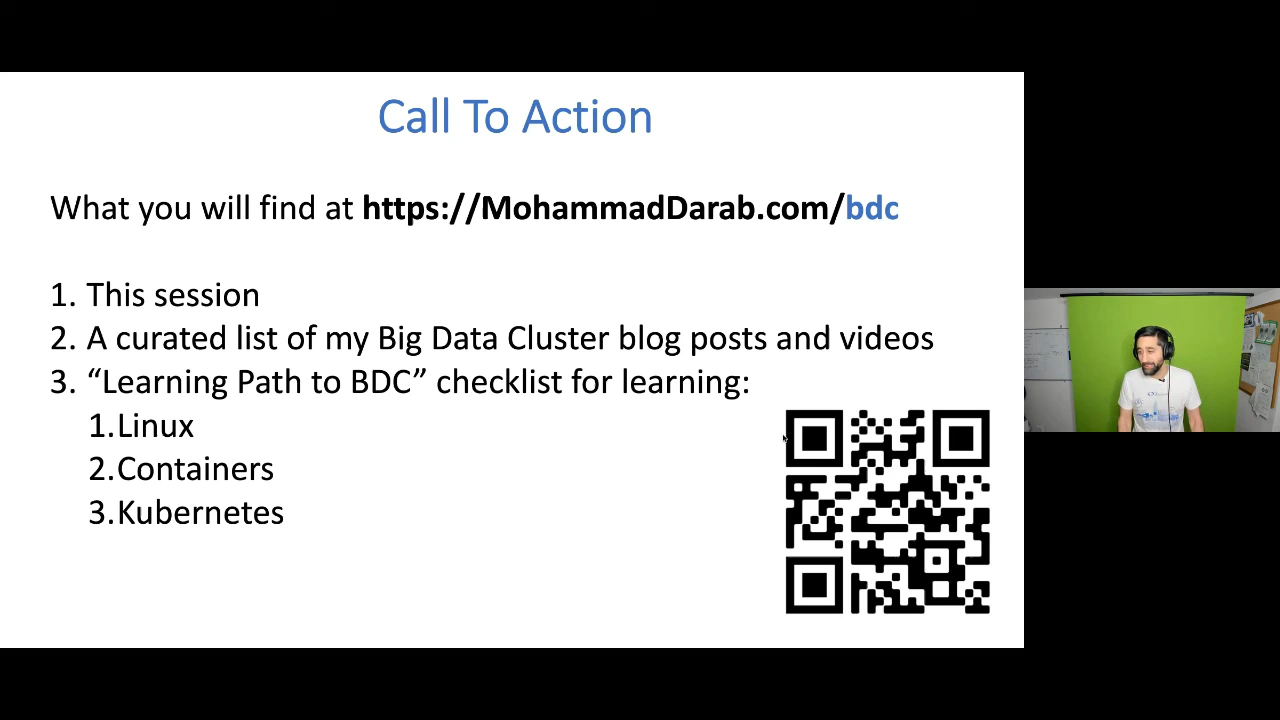 Call To Action
What you will find at https://MohammadDarab.com/bdc
1. This session
2. A curated list of my Big Data Cluster blog posts and videos
3. “Learning Path to BDC” checklist for learning:
1.Linux
2.Containers
3.Kubernetes